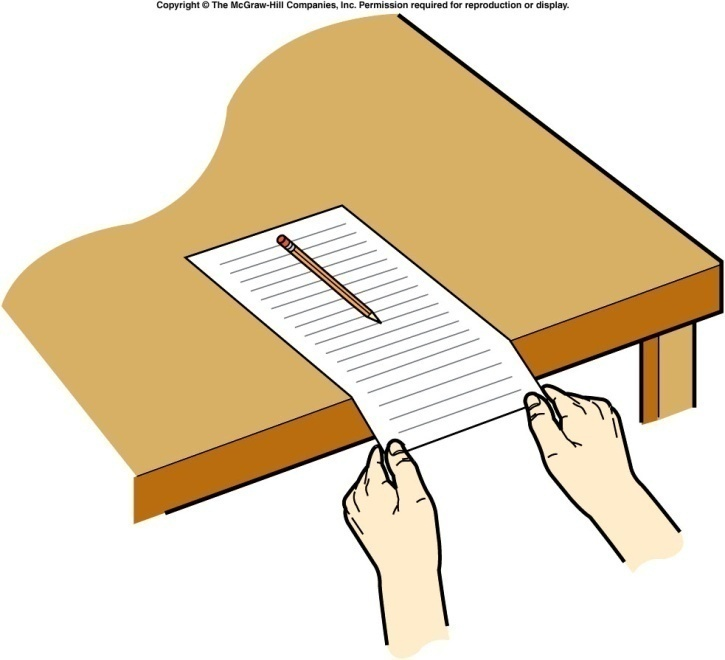 Copyright © The McGraw-Hill Companies, Inc. Permission required for reproduction or display.